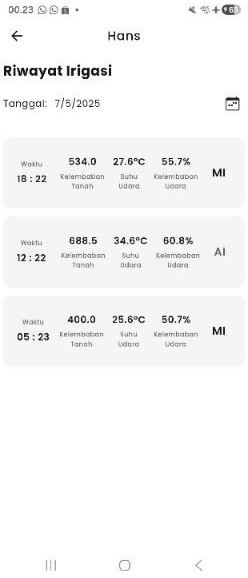 00.23
Hans
Riwayat Irigasi
Tanggal: 7/5/2025
Waktu 534.0 27.6°C 55.7% MI
18 : 22 Kelembaban Suhu Kelembaban
Tanah Udara Udara
Waktu 688.5 34.6°C 60.8% AI
12 : 22 Kelembaban Suhu Kelembaban
Tanah Udara Udara
Waktu 400.0 25.6°C 50.7% MI
05 : 23 Kelembaban Suhu Kelembaban
Tanah Udara Udara